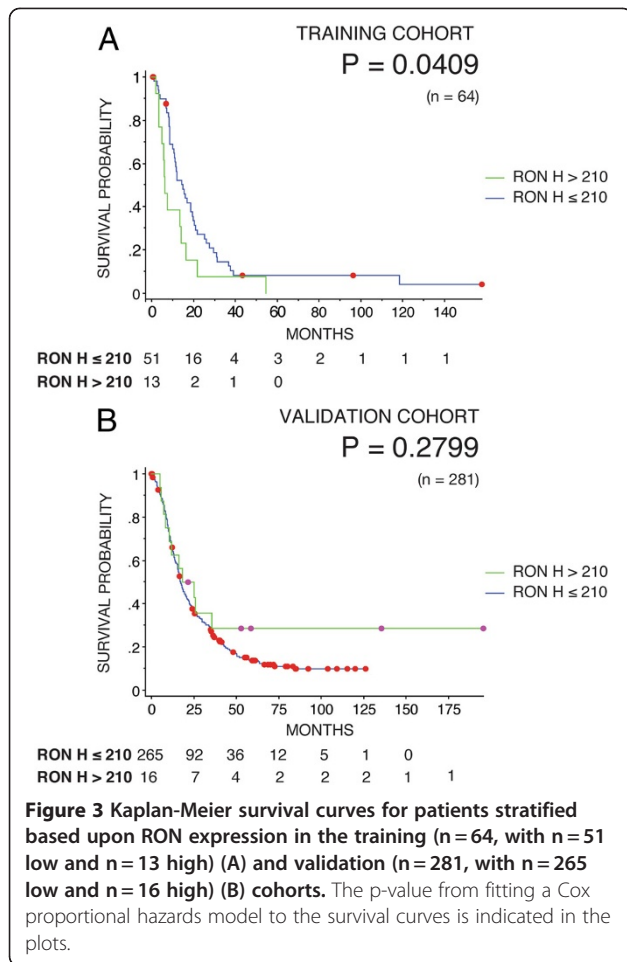 A
TRAINING COHORT
P = 0.0409
(n = 64)
SURVIVAL PROBABILITY
1
.8
.6
.4
.2
0
RON H > 210
RON H ≤ 210
0 20 40 60 80 100 120 140
MONTHS
RON H ≤ 210 51 16 4 3 2 1 1 1
RON H > 210 13 2 1 0
B
VALIDATION COHORT
P = 0.2799
(n = 281)
SURVIVAL PROBABILITY
1
.8
.6
.4
.2
0
RON H > 210
RON H ≤ 210
0 25 50 75 100 125 150 175
MONTHS
RON H ≤ 210 265 92 36 12 5 1 0
RON H > 210 16 7 4 2 2 2 1 1
Figure 3 Kaplan-Meier survival curves for patients stratified
based upon RON expression in the training (n = 64, with n = 51
low and n = 13 high) (A) and validation (n = 281, with n = 265
low and n = 16 high) (B) cohorts. The p-value from fitting a Cox
proportional hazards model to the survival curves is indicated in the
plots.